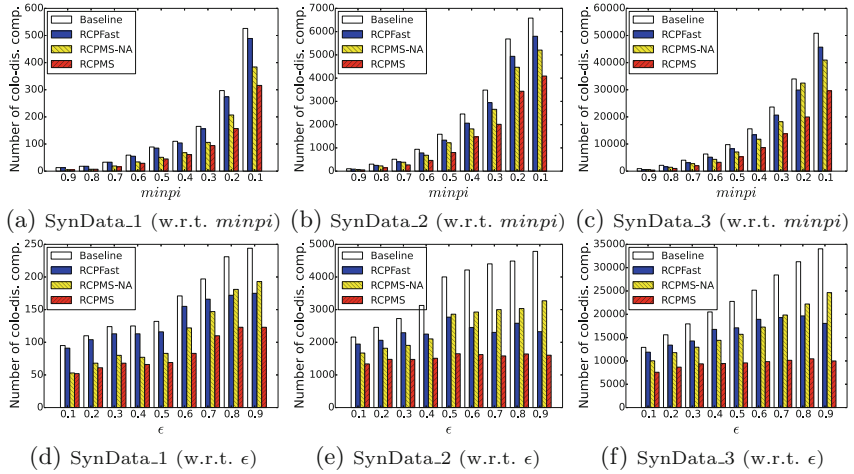 Number of colo-dis. comp.
600
500
400
300
200
100
0
Baseline
RCPFast
RCPMS-NA
RCPMS
0.9 0.8 0.7 0.6 0.5 0.4 0.3 0.2 0.1
minpi
(a) SynData_1 (w.r.t. minpi)
Number of colo-dis. comp.
7000
6000
5000
4000
3000
2000
1000
0
Baseline
RCPFast
RCPMS-NA
RCPMS
0.9 0.8 0.7 0.6 0.5 0.4 0.3 0.2 0.1
minpi
(b) SynData_2 (w.r.t. minpi)
Number of colo-dis. comp.
60000
50000
40000
30000
20000
10000
0
Baseline
RCPFast
RCPMS-NA
RCPMS
0.9 0.8 0.7 0.6 0.5 0.4 0.3 0.2 0.1
minpi
(c) SynData_3 (w.r.t. minpi)
Number of colo-dis. comp.
250
200
150
100
50
0
Baseline
RCPFast
RCPMS-NA
RCPMS
0.1 0.2 0.3 0.4 0.5 0.6 0.7 0.8 0.9
ϵ
(d) SynData_1 (w.r.t. ϵ)
Number of colo-dis. comp.
5000
4000
3000
2000
1000
0
Baseline
RCPFast
RCPMS-NA
RCPMS
0.1 0.2 0.3 0.4 0.5 0.6 0.7 0.8 0.9
ϵ
(e) SynData_2 (w.r.t. ϵ)
Number of colo-dis. comp.
35000
30000
25000
20000
15000
10000
5000
0
Baseline
RCPFast
RCPMS-NA
RCPMS
0.1 0.2 0.3 0.4 0.5 0.6 0.7 0.8 0.9
ϵ
(f) SynData_3 (w.r.t. ϵ)